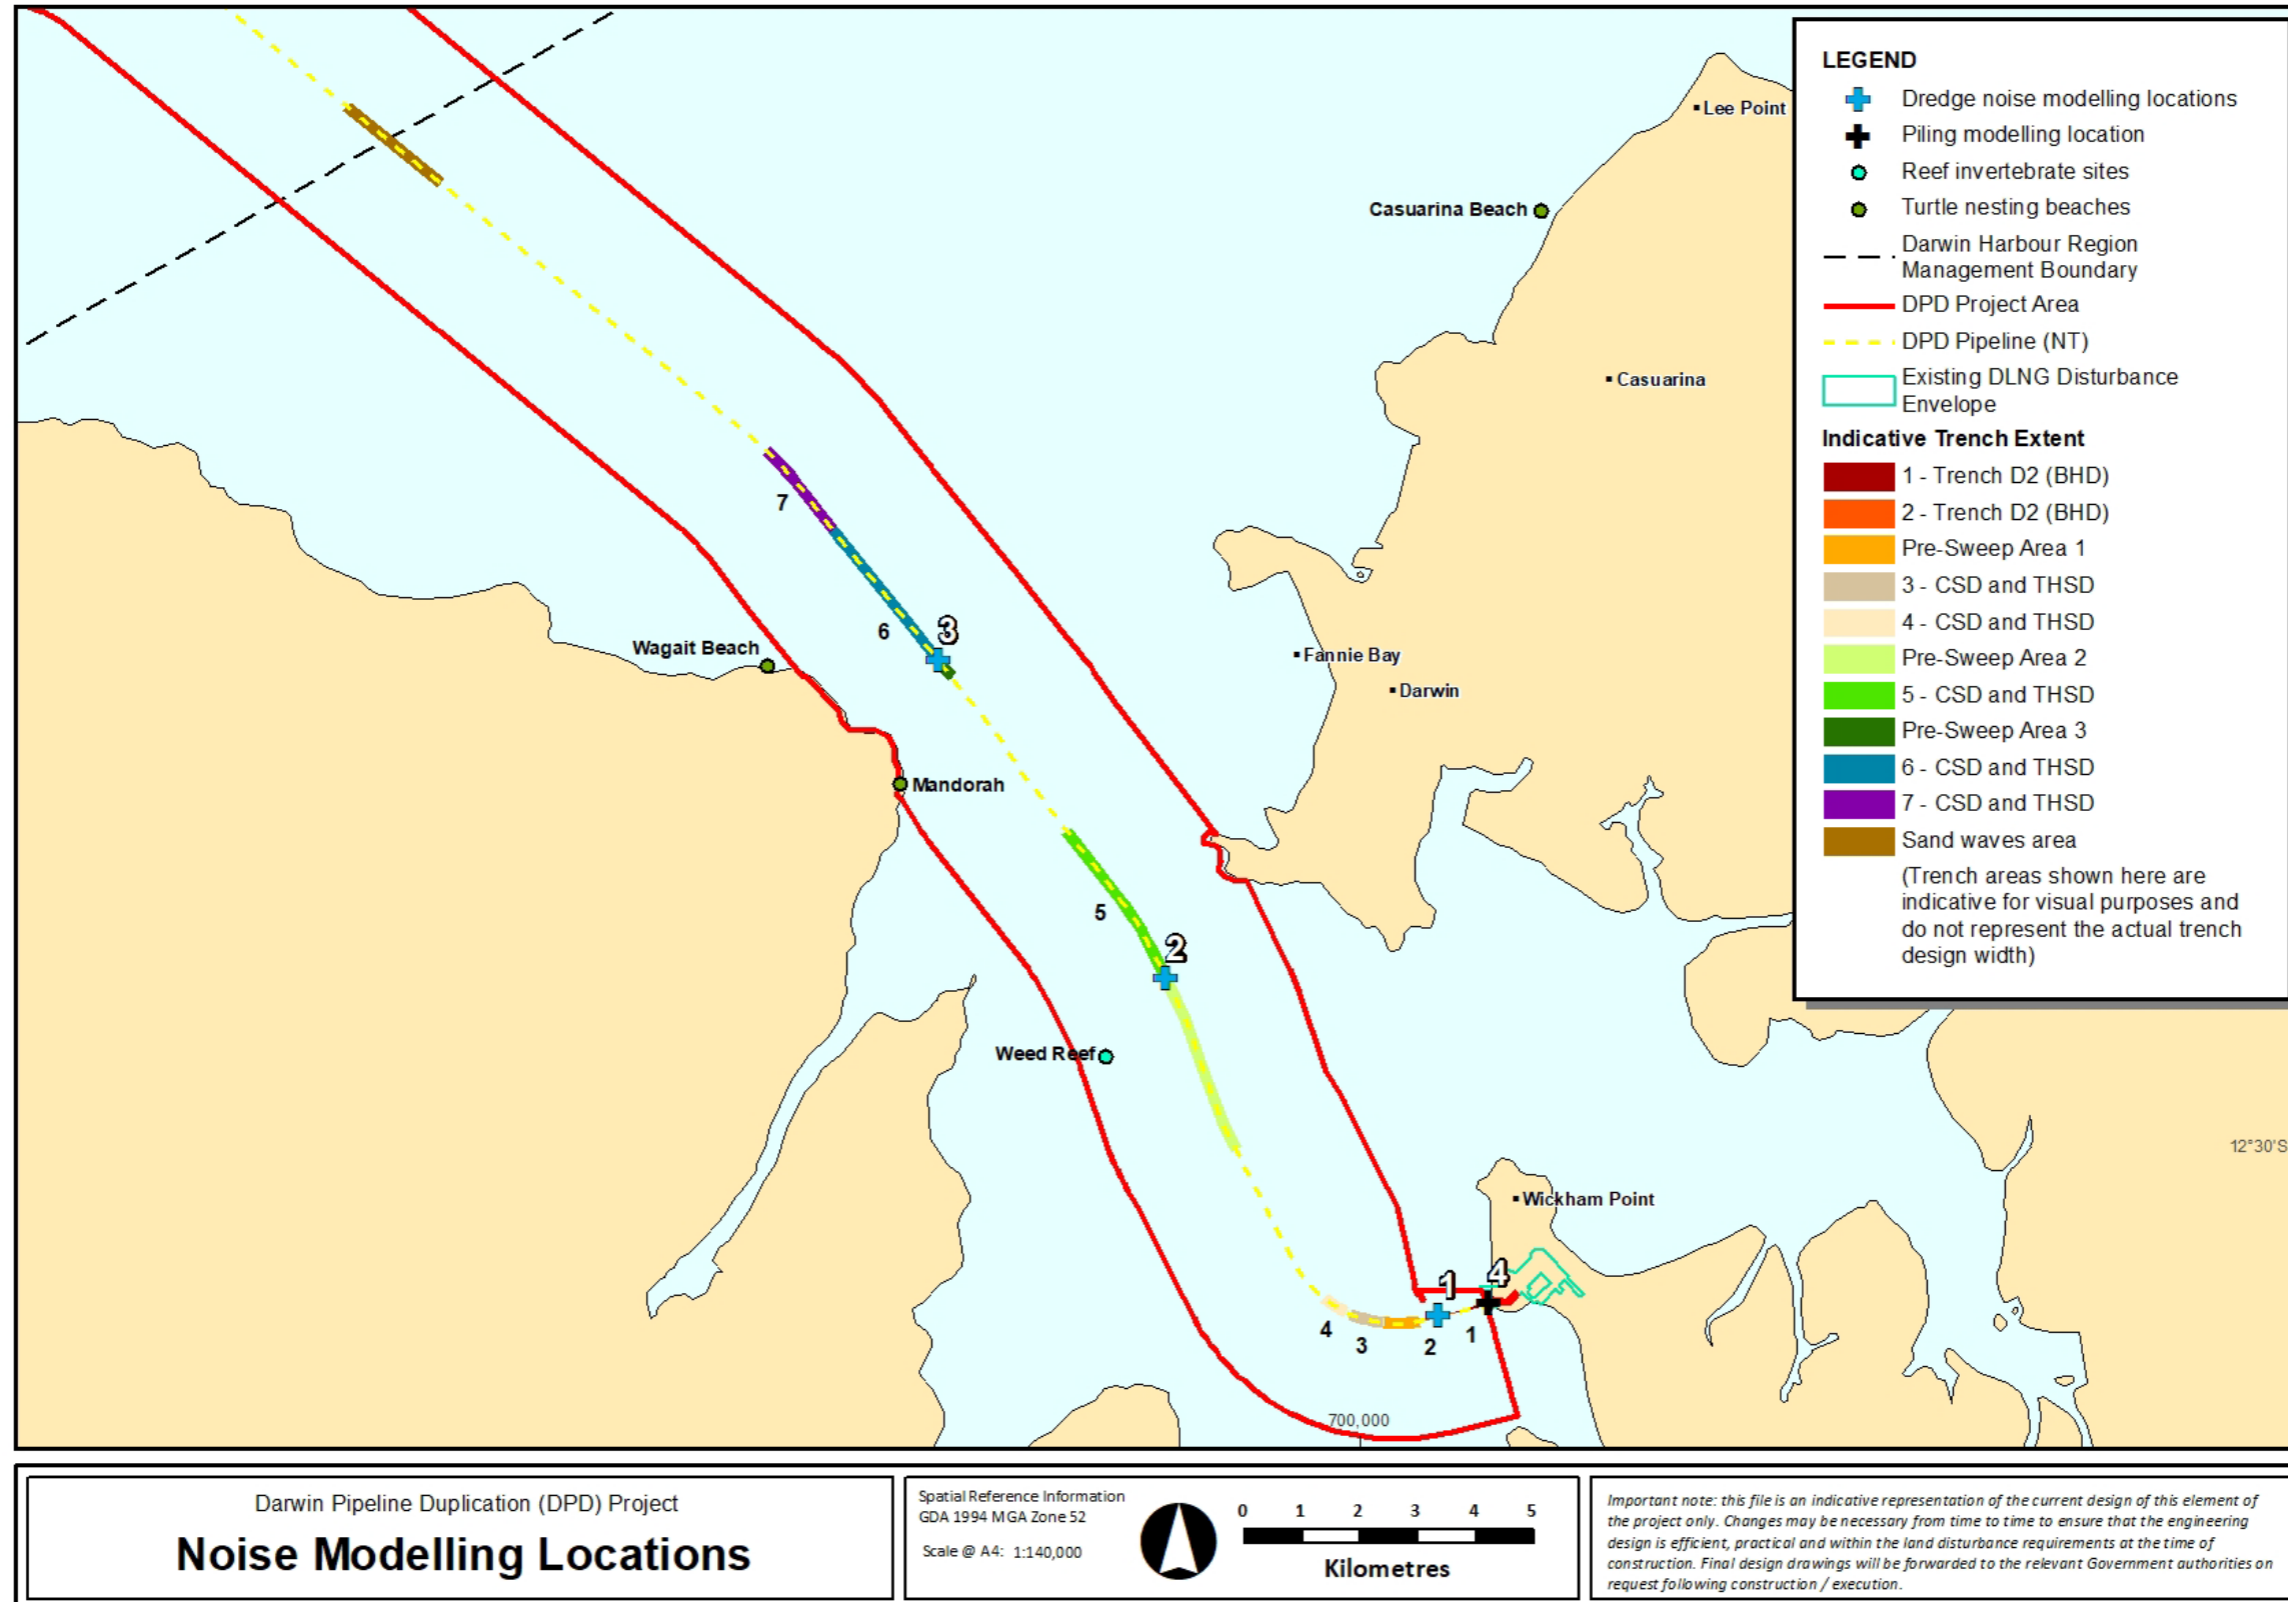 Lee Point
Casuarina Beach
Casuarina
7
6
3
Wagait Beach
Fannie Bay
Darwin
Mandorah
5
2
Weed Reef
12°30'S
Wickham Point
1
4
4
3
2
1
700,000
LEGEND
Dredge noise modelling locations
Piling modelling location
Reef invertebrate sites
Turtle nesting beaches
Darwin Harbour Region
Management Boundary
DPD Project Area
DPD Pipeline (NT)
Existing DLNG Disturbance
Envelope
Indicative Trench Extent
1 - Trench D2 (BHD)
2 - Trench D2 (BHD)
Pre-Sweep Area 1
3 - CSD and THSD
4 - CSD and THSD
Pre-Sweep Area 2
5 - CSD and THSD
Pre-Sweep Area 3
6 - CSD and THSD
7 - CSD and THSD
Sand waves area
(Trench areas shown here are
indicative for visual purposes and
do not represent the actual trench
design width)
Darwin Pipeline Duplication (DPD) Project
Noise Modelling Locations
Spatial Reference Information
GDA 1994 MGA Zone 52
Scale @ A4: 1:140,000
0 1 2 3 4 5
Kilometres
Important note: this file is an indicative representation of the current design of this element of
the project only. Changes may be necessary from time to time to ensure that the engineering
design is efficient, practical and within the land disturbance requirements at the time of
construction. Final design drawings will be forwarded to the relevant Government authorities on
request following construction / execution.